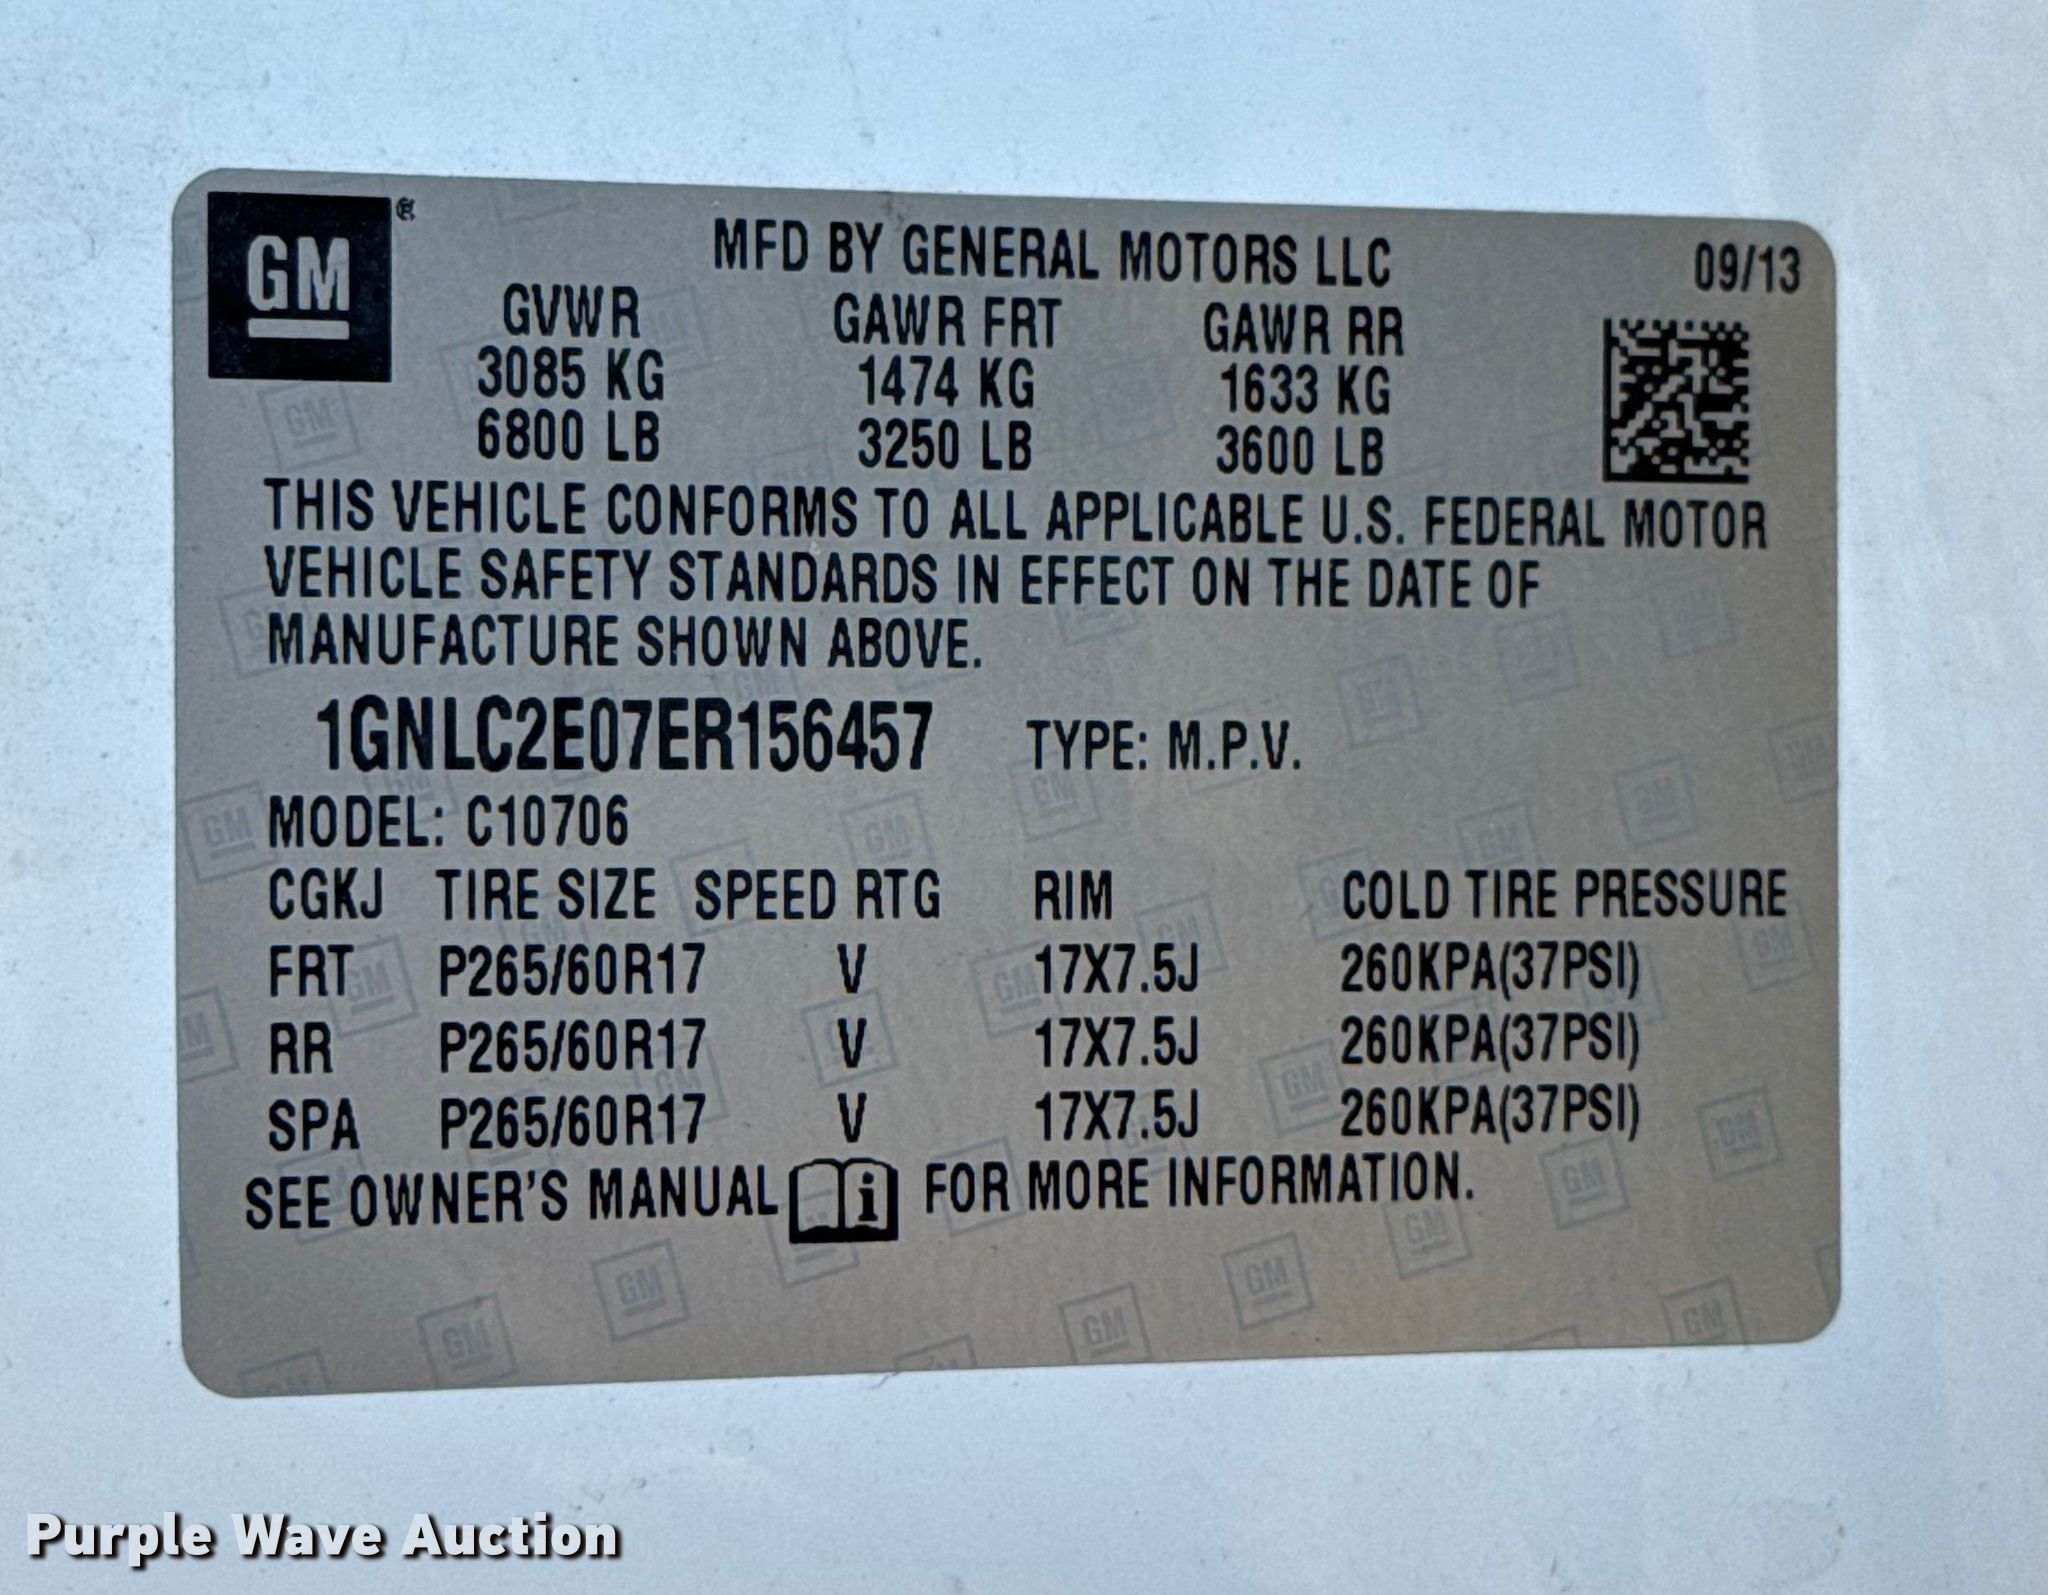 GM
MFD BY GENERAL MOTORS LLC 09/13
GVWR GAWR FRT GAWR RR
3085 KG 1474 KG 1633 KG
6800 LB 3250 LB 3600 LB
THIS VEHICLE CONFORMS TO ALL APPLICABLE U.S. FEDERAL MOTOR
VEHICLE SAFETY STANDARDS IN EFFECT ON THE DATE OF
MANUFACTURE SHOWN ABOVE.
1GNLC2E07ER156457 TYPE: M.P.V.
MODEL: C10706
CGKJ TIRE SIZE SPEED RTG RIM COLD TIRE PRESSURE
FRT P265/60R17 V 17X7.5J 260KPA(37PSI)
RR P265/60R17 V 17X7.5J 260KPA(37PSI)
SPA P265/60R17 V 17X7.5J 260KPA(37PSI)
SEE OWNER'S MANUAL i FOR MORE INFORMATION.
Purple Wave Auction